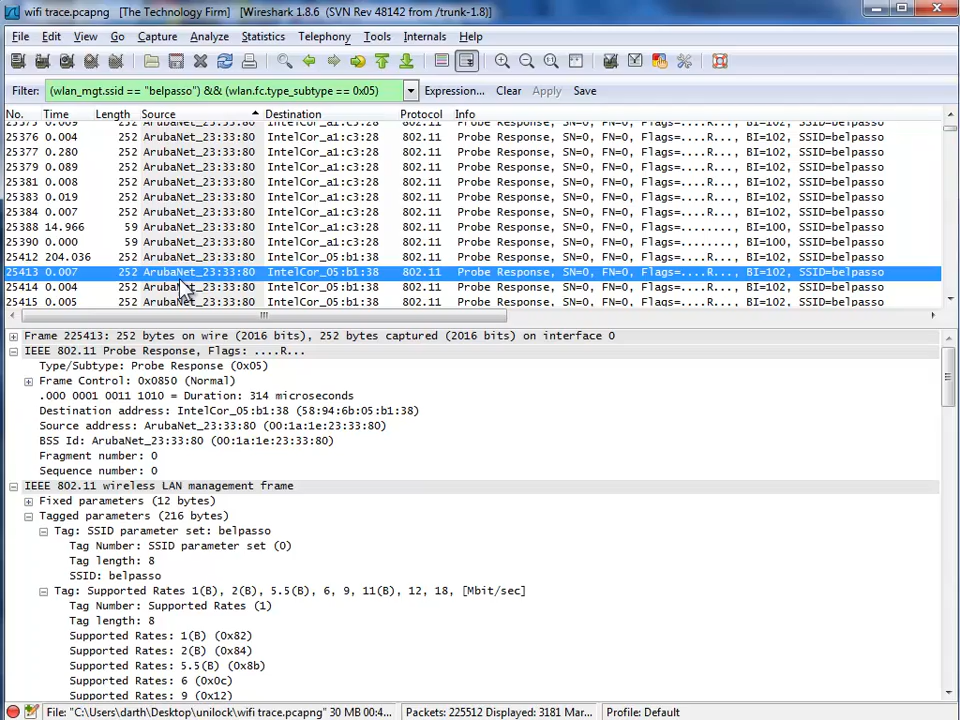 wifi trace.pcapng [The Technology Firm] [Wireshark 1.8.6 (SVN Rev 48142 from /trunk-1.8)]
File Edit View Go Capture Analyze Statistics Telephony Tools Internals Help
Filter: (wlan_mgt.ssid == "belpasso") && (wlan.fc.type_subtype == 0x05) Expression... Clear Apply Save
No. Time Length Source Destination Protocol Info
25375 0.009 252 ArubaNet_23:33:80 IntelCor_a1:c3:28 802.11 Probe Response, SN=0, FN=0, Flags=....R..., BI=102, SSID=belpasso
25376 0.004 252 ArubaNet_23:33:80 IntelCor_a1:c3:28 802.11 Probe Response, SN=0, FN=0, Flags=....R..., BI=102, SSID=belpasso
25377 0.280 252 ArubaNet_23:33:80 IntelCor_a1:c3:28 802.11 Probe Response, SN=0, FN=0, Flags=....R..., BI=102, SSID=belpasso
25379 0.089 252 ArubaNet_23:33:80 IntelCor_a1:c3:28 802.11 Probe Response, SN=0, FN=0, Flags=....R..., BI=102, SSID=belpasso
25381 0.008 252 ArubaNet_23:33:80 IntelCor_a1:c3:28 802.11 Probe Response, SN=0, FN=0, Flags=....R..., BI=102, SSID=belpasso
25383 0.019 252 ArubaNet_23:33:80 IntelCor_a1:c3:28 802.11 Probe Response, SN=0, FN=0, Flags=....R..., BI=102, SSID=belpasso
25384 0.007 252 ArubaNet_23:33:80 IntelCor_a1:c3:28 802.11 Probe Response, SN=0, FN=0, Flags=....R..., BI=102, SSID=belpasso
25388 14.966 59 ArubaNet_23:33:80 IntelCor_a1:c3:28 802.11 Probe Response, SN=0, FN=0, Flags=........, BI=100, SSID=belpasso
25390 0.000 59 ArubaNet_23:33:80 IntelCor_a1:c3:28 802.11 Probe Response, SN=0, FN=0, Flags=........, BI=100, SSID=belpasso
25412 204.036 252 ArubaNet_23:33:80 IntelCor_05:b1:38 802.11 Probe Response, SN=0, FN=0, Flags=........, BI=102, SSID=belpasso
25413 0.007 252 ArubaNet_23:33:80 IntelCor_05:b1:38 802.11 Probe Response, SN=0, FN=0, Flags=....R..., BI=102, SSID=belpasso
25414 0.004 252 ArubaNet_23:33:80 IntelCor_05:b1:38 802.11 Probe Response, SN=0, FN=0, Flags=....R..., BI=102, SSID=belpasso
25415 0.005 252 ArubaNet_23:33:80 IntelCor_05:b1:38 802.11 Probe Response, SN=0, FN=0, Flags=....R..., BI=102, SSID=belpasso
Frame 225413: 252 bytes on wire (2016 bits), 252 bytes captured (2016 bits) on interface 0
IEEE 802.11 Probe Response, Flags: ....R...
Type/Subtype: Probe Response (0x05)
Frame Control: 0x0850 (Normal)
.000 0001 0011 1010 = Duration: 314 microseconds
Destination address: IntelCor_05:b1:38 (58:94:6b:05:b1:38)
Source address: ArubaNet_23:33:80 (00:1a:1e:23:33:80)
BSS Id: ArubaNet_23:33:80 (00:1a:1e:23:33:80)
Fragment number: 0
Sequence number: 0
IEEE 802.11 wireless LAN management frame
Fixed parameters (12 bytes)
Tagged parameters (216 bytes)
Tag: SSID parameter set: belpasso
Tag Number: SSID parameter set (0)
Tag length: 8
SSID: belpasso
Tag: Supported Rates 1(B), 2(B), 5.5(B), 6, 9, 11(B), 12, 18, [Mbit/sec]
Tag Number: Supported Rates (1)
Tag length: 8
Supported Rates: 1(B) (0x82)
Supported Rates: 2(B) (0x84)
Supported Rates: 5.5(B) (0x8b)
Supported Rates: 6 (0x0c)
Supported Rates: 9 (0x12)
File: "C:\Users\darth\Desktop\unilock\wifi trace.pcapng" 30 MB 00:4... Packets: 225512 Displayed: 3181 Mar... Profile: Default